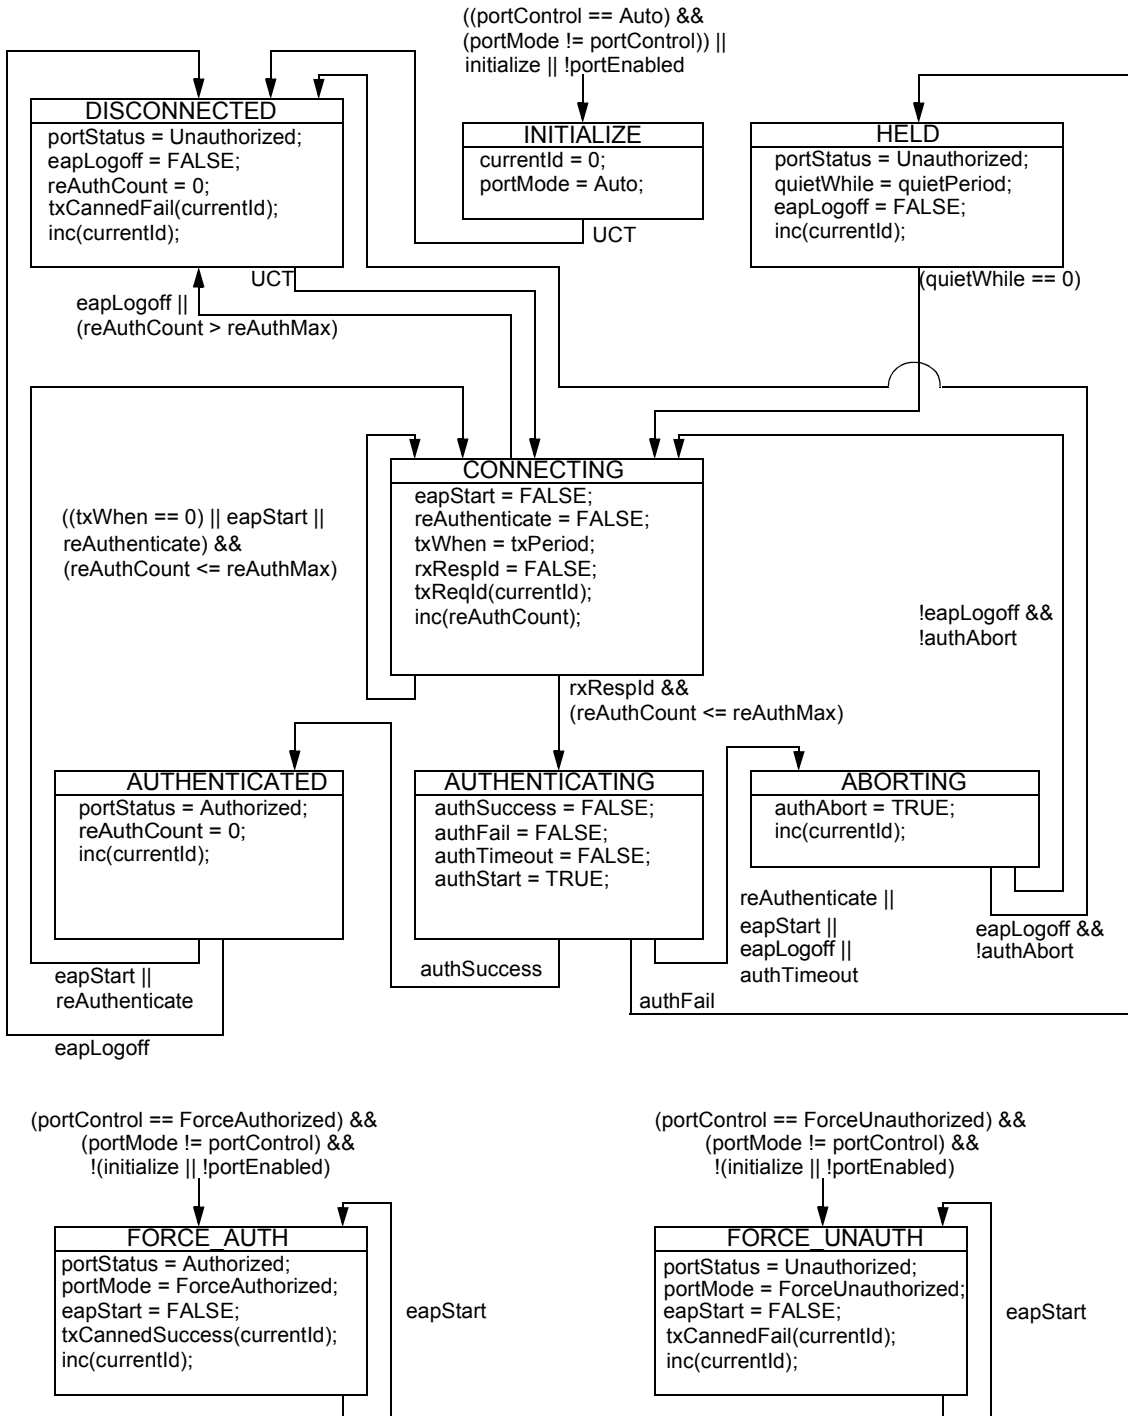 ((portControl == Auto) &&
(portMode != portControl)) ||
initialize || !portEnabled
DISCONNECTED
portStatus = Unauthorized;
eapLogoff = FALSE;
reAuthCount = 0;
txCannedFail(currentId);
inc(currentId);
INITIALIZE
currentId = 0;
portMode = Auto;
HELD
portStatus = Unauthorized;
quietWhile = quietPeriod;
eapLogoff = FALSE;
inc(currentId);
UCT
UCT
(quietWhile == 0)
eapLogoff ||
(reAuthCount > reAuthMax)
CONNECTING
eapStart = FALSE;
reAuthenticate = FALSE;
txWhen = txPeriod;
rxRespId = FALSE;
txReqId(currentId);
inc(reAuthCount);
((txWhen == 0) || eapStart ||
reAuthenticate) &&
(reAuthCount <= reAuthMax)
!eapLogoff &&
!authAbort
rxRespId &&
(reAuthCount <= reAuthMax)
AUTHENTICATED
portStatus = Authorized;
reAuthCount = 0;
inc(currentId);
AUTHENTICATING
authSuccess = FALSE;
authFail = FALSE;
authTimeout = FALSE;
authStart = TRUE;
ABORTING
authAbort = TRUE;
inc(currentId);
reAuthenticate ||
eapStart ||
eapLogoff ||
authTimeout
eapLogoff &&
!authAbort
eapStart ||
reAuthenticate
authSuccess
authFail
eapLogoff
(portControl == ForceAuthorized) &&
(portMode != portControl) &&
!(initialize || !portEnabled)
FORCE_AUTH
portStatus = Authorized;
portMode = ForceAuthorized;
eapStart = FALSE;
txCannedSuccess(currentId);
inc(currentId);
eapStart
(portControl == ForceUnauthorized) &&
(portMode != portControl) &&
!(initialize || !portEnabled)
FORCE_UNAUTH
portStatus = Unauthorized;
portMode = ForceUnauthorized;
eapStart = FALSE;
txCannedFail(currentId);
inc(currentId);
eapStart